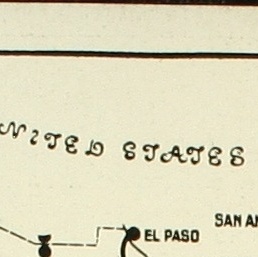 NITED STATES
SAN AN
EL PASO